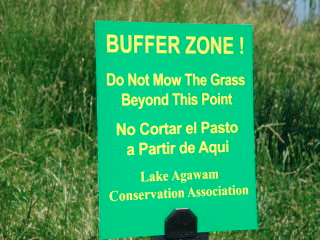 BUFFER ZONE !
Do Not Mow The Grass
Beyond This Point
No Cortar el Pasto
a Partir de Aqui
Lake Agawam
Conservation Association